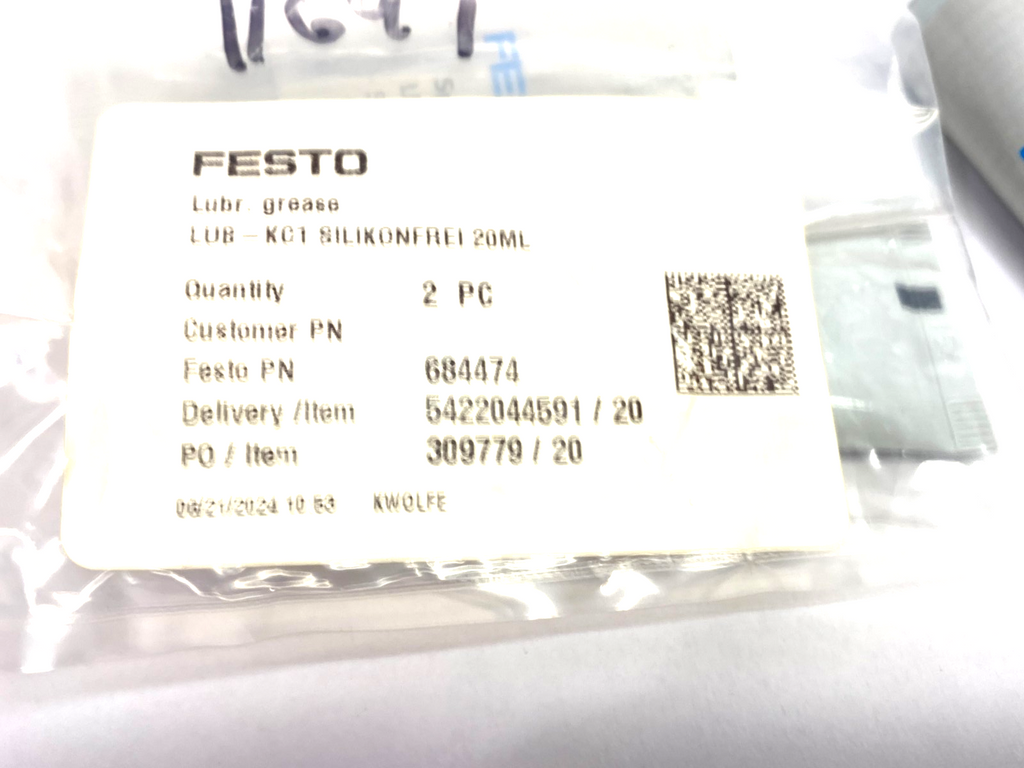 FESTO
Lubr. grease
LUB - KC1 SILIKONFREI 20ML
Quantity 2 PC
Customer PN
Festo PN 684474
Delivery /Item 5422044591 / 20
PO / Item 309779 / 20
06/21/2024 10 53 KWOLFE